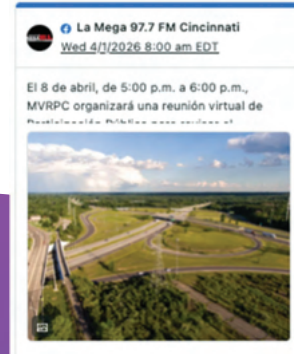 La Mega 97.7 FM Cincinnati
Wed 4/1/2026 8:00 am EDT
El 8 de abril, de 5:00 p.m. a 6:00 p.m.,
MVRPC organizará una reunión virtual de